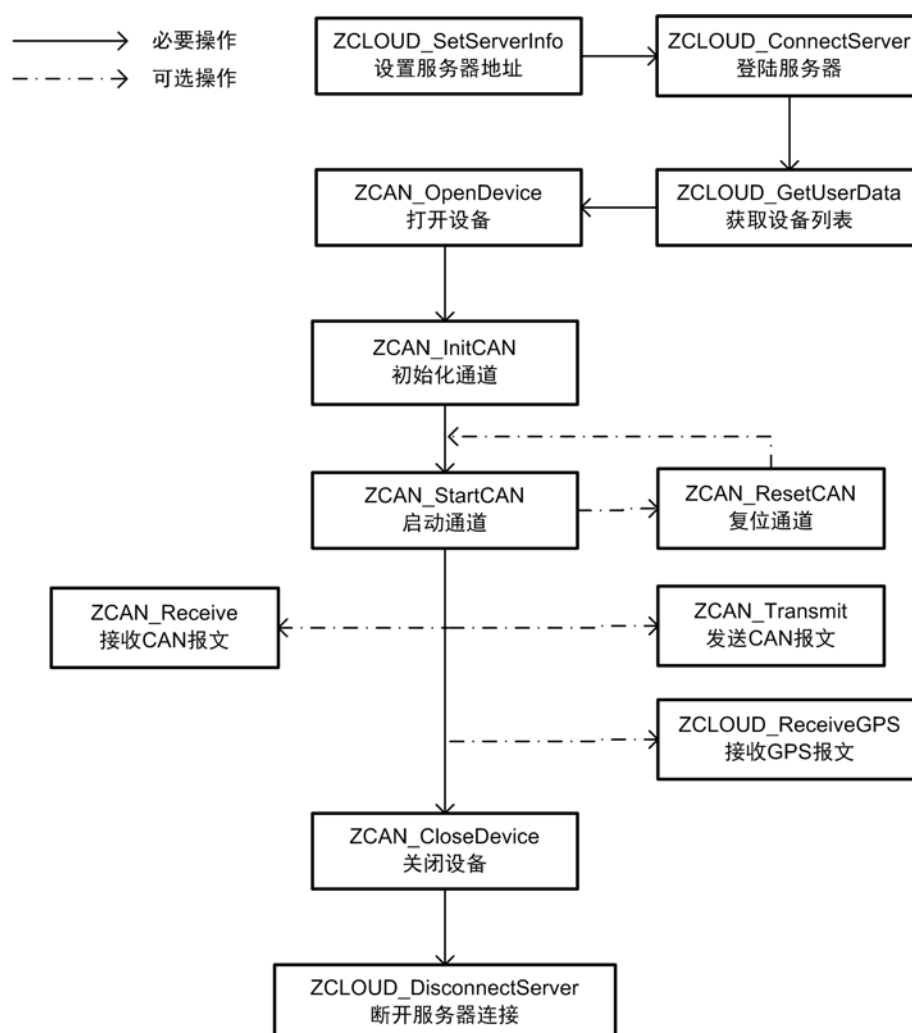 必要操作
可选操作
ZCLOUD_SetServerInfo
设置服务器地址
ZCLOUD_ConnectServer
登陆服务器
ZCAN_OpenDevice
打开设备
ZCLOUD_GetUserData
获取设备列表
ZCAN_InitCAN
初始化通道
ZCAN_StartCAN
启动通道
ZCAN_ResetCAN
复位通道
ZCAN_Receive
接收CAN报文
ZCAN_Transmit
发送CAN报文
ZCLOUD_ReceiveGPS
接收GPS报文
ZCAN_CloseDevice
关闭设备
ZCLOUD_DisconnectServer
断开服务器连接